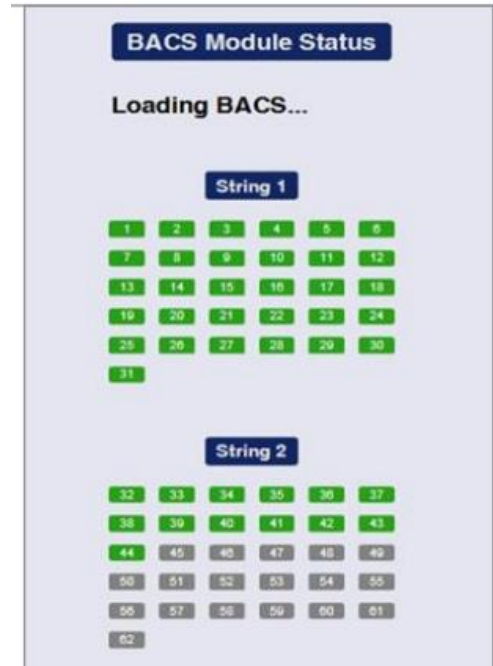 BACS Module Status
Loading BACS...
String 1
1 2 3 4 5 6
7 8 9 10 11 12
13 14 15 16 17 18
19 20 21 22 23 24
25 26 27 28 29 30
31
String 2
32 33 34 35 36 37
38 39 40 41 42 43
44 45 46 47 48 49
50 51 52 53 54 55
56 57 58 59 60 61
62